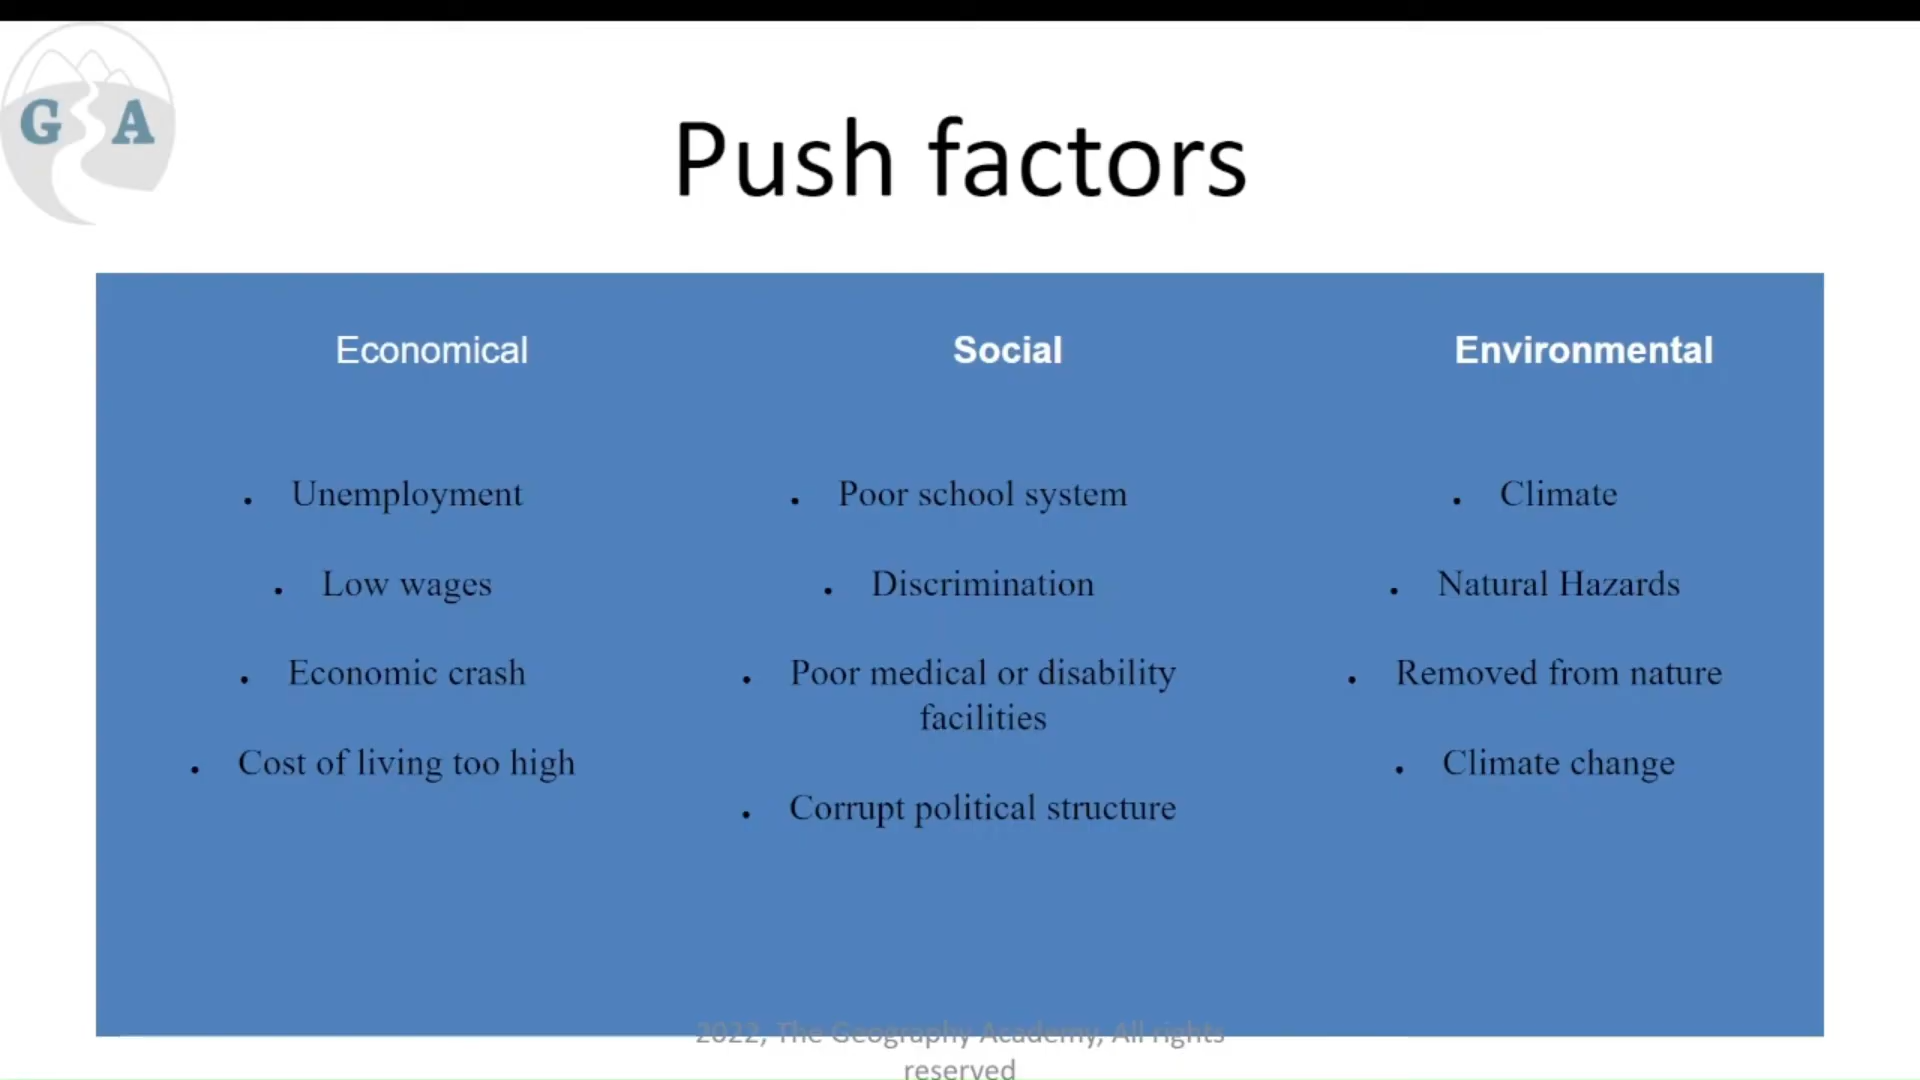 G A
Push factors
Economical
Social
Environmental
Unemployment
Low wages
Economic crash
Cost of living too high
Poor school system
Discrimination
Poor medical or disability
facilities
Corrupt political structure
Climate
Natural Hazards
Removed from nature
Climate change
2022, The Geography Academy, All rights
reserved